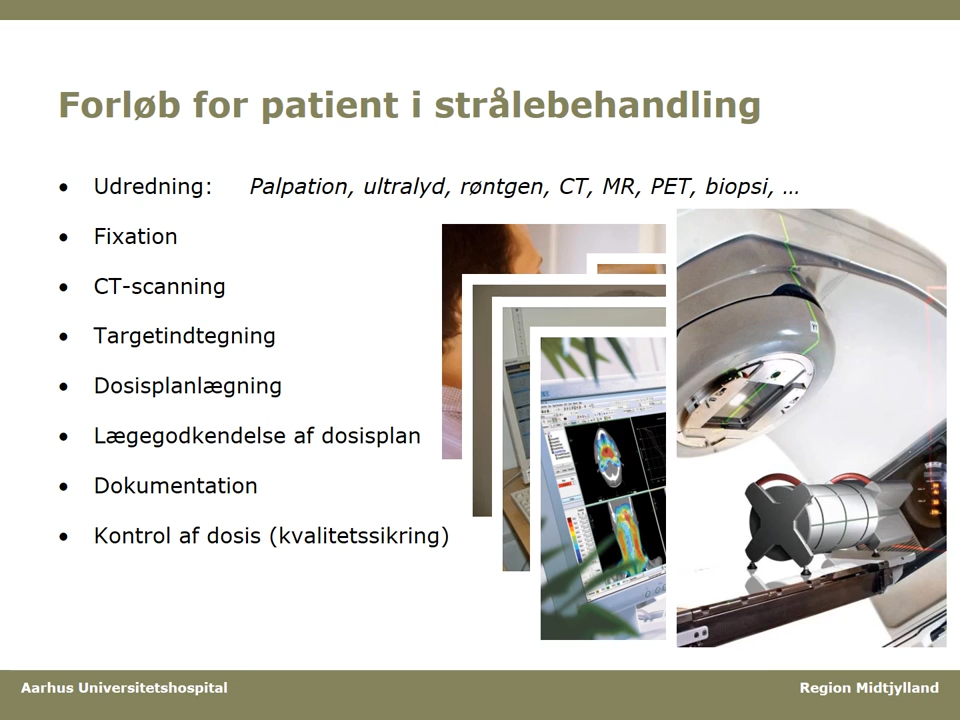 Forløb for patient i strålebehandling
• Udredning: Palpation, ultralyd, røntgen, CT, MR, PET, biopsi, …
• Fixation
• CT-scanning
• Targetindtegning
• Dosisplanlægning
• Lægegodkendelse af dosisplan
• Dokumentation
• Kontrol af dosis (kvalitetssikring)
Aarhus Universitetshospital
Region Midtjylland